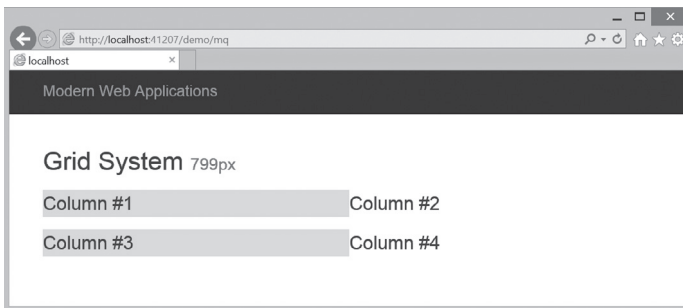 http://localhost:41207/demo/mq
localhost
Modern Web Applications
Grid System 799px
Column #1 Column #2
Column #3 Column #4